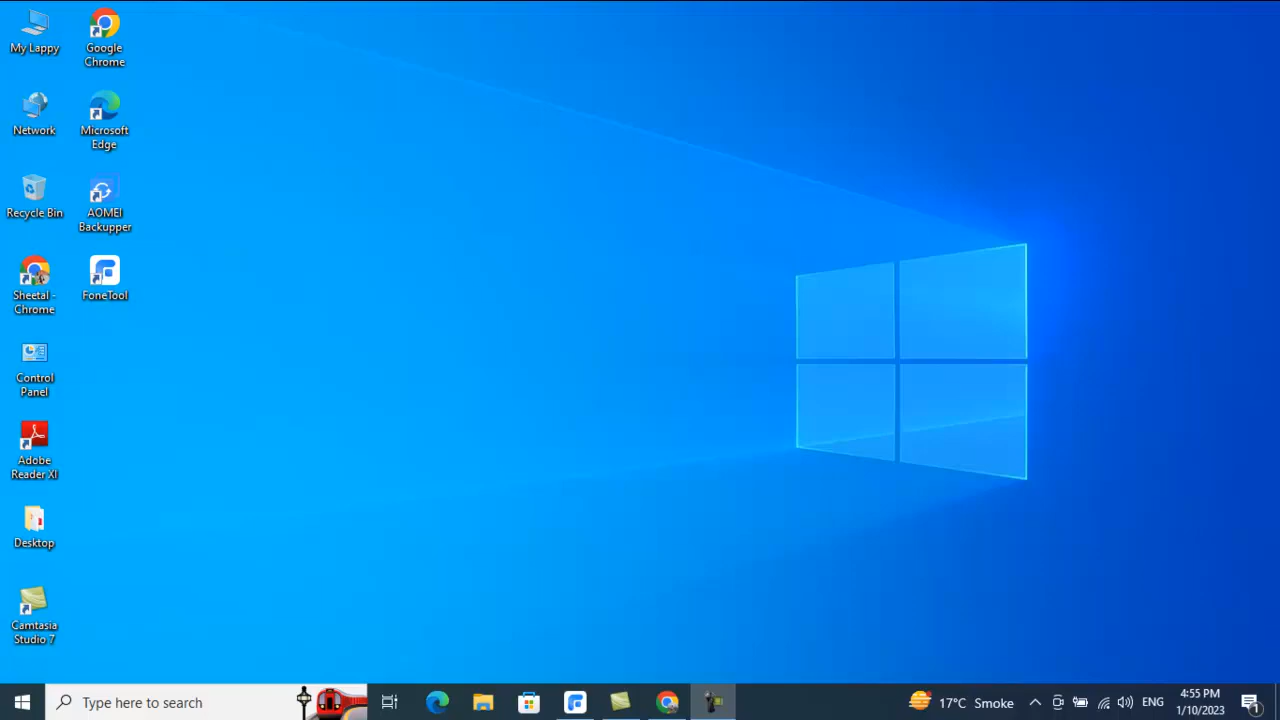 My Lappy
Google
Chrome
Network
Microsoft
Edge
Recycle Bin
AOMEI
Backupper
Sheetal -
Chrome
FoneTool
Control
Panel
Adobe
Reader XI
Desktop
Camtasia
Studio 7
Type here to search
17°C Smoke
ENG
4:55 PM
1/10/2023
1